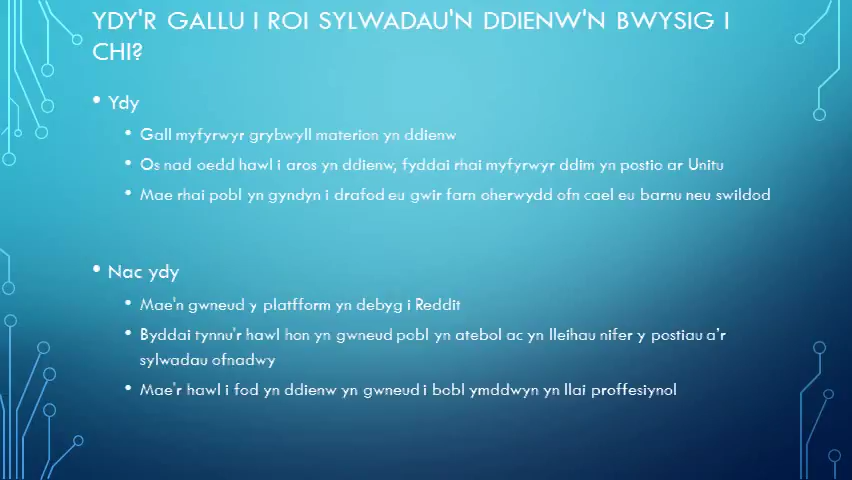 YDY'R GALLU I ROI SYLWADAU'N DDIENW'N BWYSIG I
CHI?
• Ydy
• Gall myfyrwyr grybwyll materion yn ddienw
• Os nad oedd hawl i aros yn ddienw, fyddai rhai myfyrwyr ddim yn postio ar Unitu
• Mae rhai pobl yn gyndyn i drafod eu gwir farn oherwydd ofn cael eu barnu neu swildod
• Nac ydy
• Mae'n gwneud y platfform yn debyg i Reddit
• Byddai tynnu'r hawl hon yn gwneud pobl yn atebol ac yn lleihau nifer y postiau a'r
sylwadau ofnadwy
• Mae'r hawl i fod yn ddienw yn gwneud i bobl ymddwyn yn llai proffesiynol